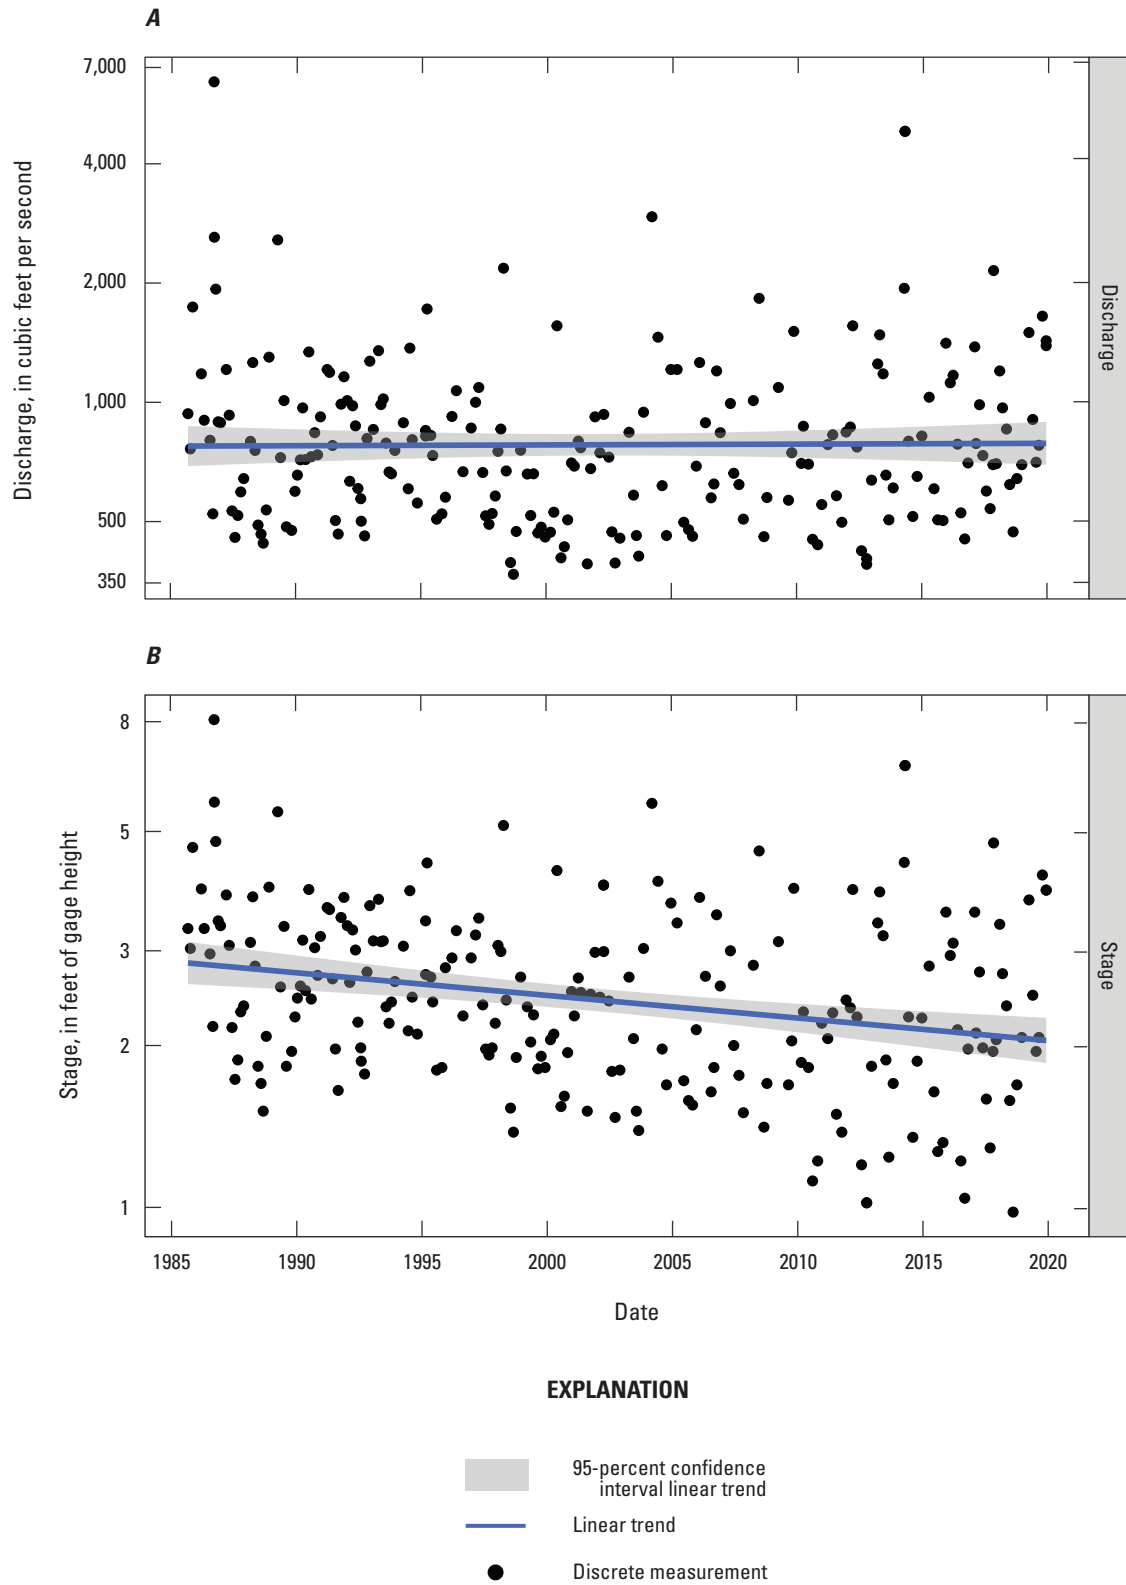 A
7,000
4,000
2,000
1,000
500
350
Discharge, in cubic feet per second
Discharge
B
8
5
3
2
1
Stage, in feet of gage height
Stage
1985 1990 1995 2000 2005 2010 2015 2020
Date
EXPLANATION
95-percent confidence
interval linear trend
Linear trend
Discrete measurement